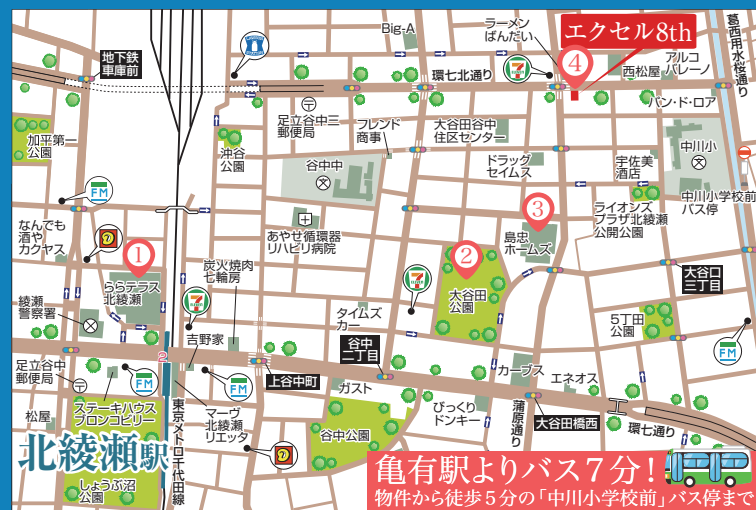 Big-A
ラーメン
ばんだい
エクセル8th
4
地下鉄
車庫前
環七北通り
西松屋
アルコ
バレーノ
葛西用水桜通り
パン・ド・ロア
足立谷中三
郵便局
フレンド
商事
大谷田谷中
住区センター
加平第一
公園
沖谷
公園
谷中中
ドラッグ
セイムス
宇佐美
酒店
中川小
FM
中川小学校前
バス停
ライオンズ
プラザ北綾瀬
公開公園
なんでも
酒や
カクヤス
1
あやせ循環器
リハビリ病院
3
島忠
ホームズ
2
大谷田
公園
大谷口
三丁目
ららテラス
北綾瀬
炭火焼肉
七輪房
綾瀬
警察署
タイムズ
カー
5丁田
公園
吉野家
2
谷中
二丁目
足立谷中
郵便局
FM
FM
FM
上谷中町
ガスト
カーブス
エネオス
ステーキハウス
ブロンコビリー
マーヴ
北綾瀬
リエッタ
びっくり
ドンキー
蒲原通り
大谷田橋西
環七通り
松屋
東京メトロ千代田線
谷中公園
北綾瀬駅
しょうぶ沼
公園
亀有駅よりバス7分!
物件から徒歩5分の「中川小学校前」バス停まで